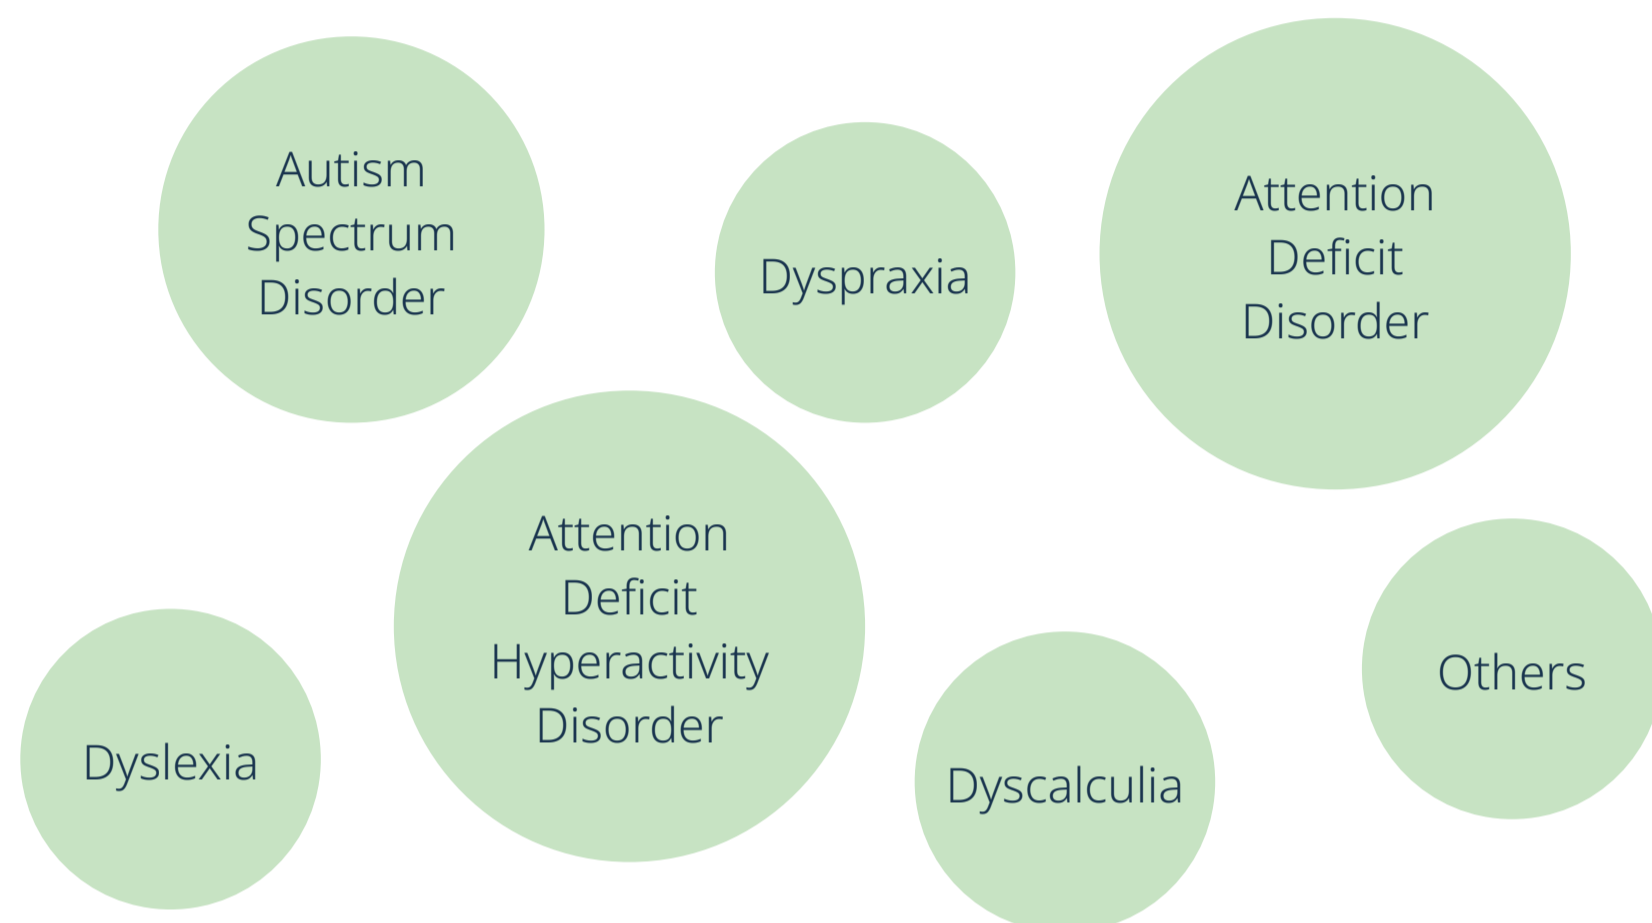 Autism
Spectrum
Disorder
Dyspraxia
Attention
Deficit
Disorder
Attention
Deficit
Hyperactivity
Disorder
Others
Dyslexia
Dyscalculia